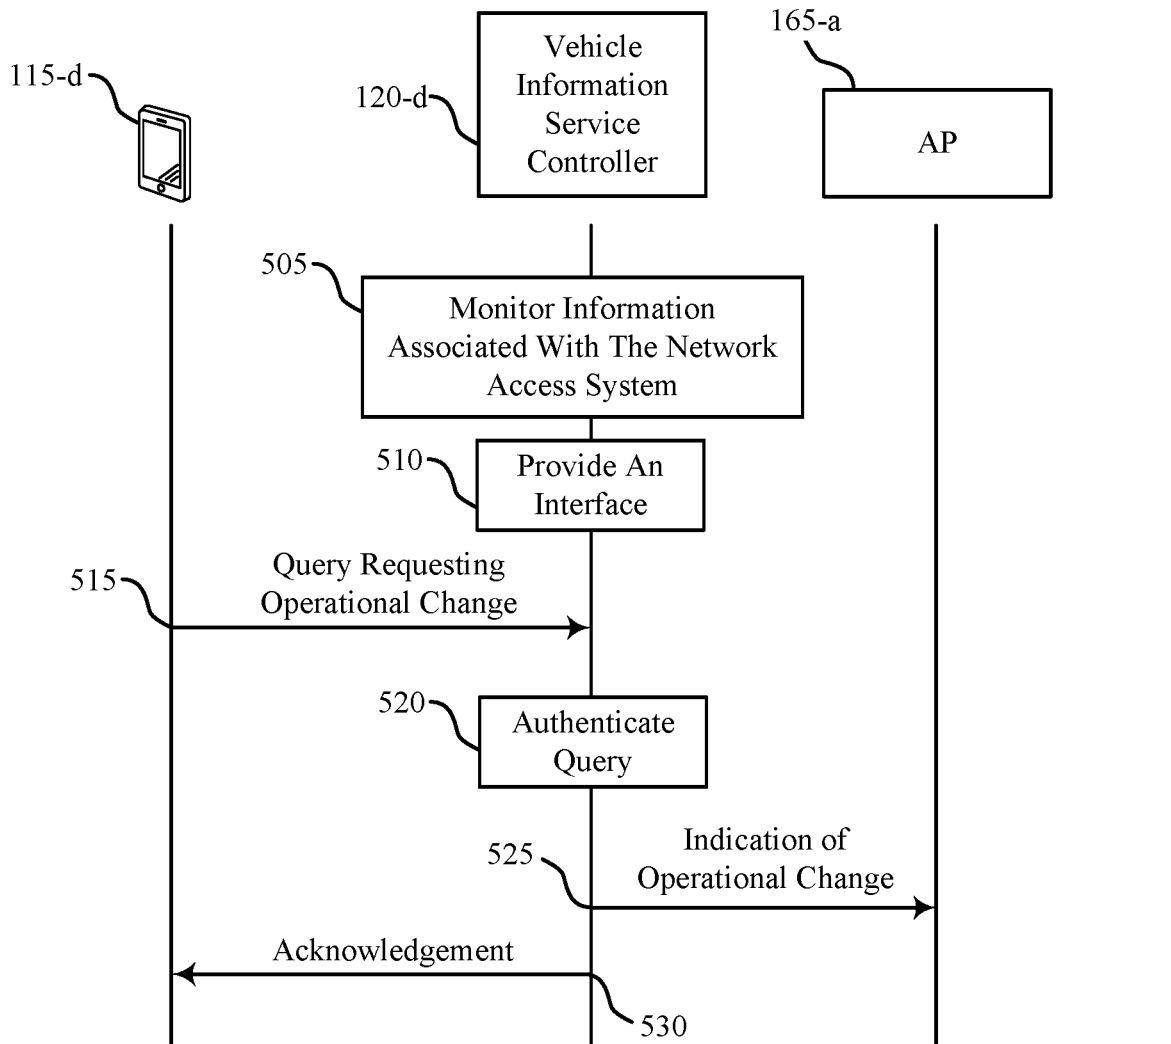 165-a
115-d
120-d
Vehicle
Information
Service
Controller
AP
505
Monitor Information
Associated With The Network
Access System
510
Provide An
Interface
515
Query Requesting
Operational Change
520
Authenticate
Query
525
Indication of
Operational Change
Acknowledgement
530